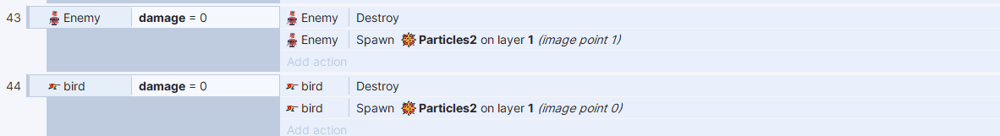 43 Enemy damage = 0 Enemy Destroy
Enemy Spawn Particles2 on layer 1 (image point 1)
Add action
44 bird damage = 0 bird Destroy
bird Spawn Particles2 on layer 1 (image point 0)
Add action